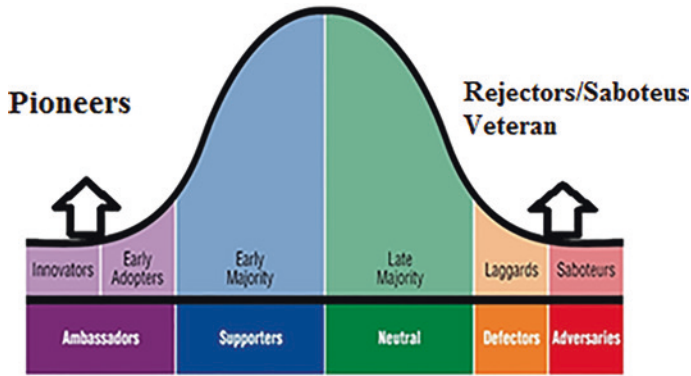 Pioneers
Rejectors/Saboteus
Veteran
Innovators
Early
Adopters
Early
Majority
Late
Majority
Laggards
Saboteurs
Ambassadors
Supporters
Neutral
Defectors
Adversaries